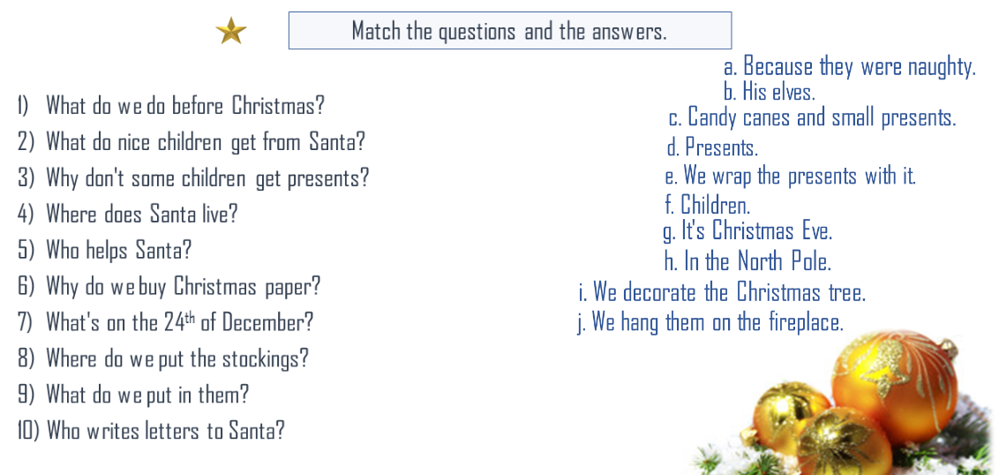 Match the questions and the answers.
1) What do we do before Christmas?
2) What do nice children get from Santa?
3) Why don't some children get presents?
4) Where does Santa live?
5) Who helps Santa?
6) Why do we buy Christmas paper?
7) What's on the 24th of December?
8) Where do we put the stockings?
9) What do we put in them?
10) Who writes letters to Santa?
a. Because they were naughty.
b. His elves.
c. Candy canes and small presents.
d. Presents.
e. We wrap the presents with it.
f. Children.
g. It's Christmas Eve.
h. In the North Pole.
i. We decorate the Christmas tree.
j. We hang them on the fireplace.